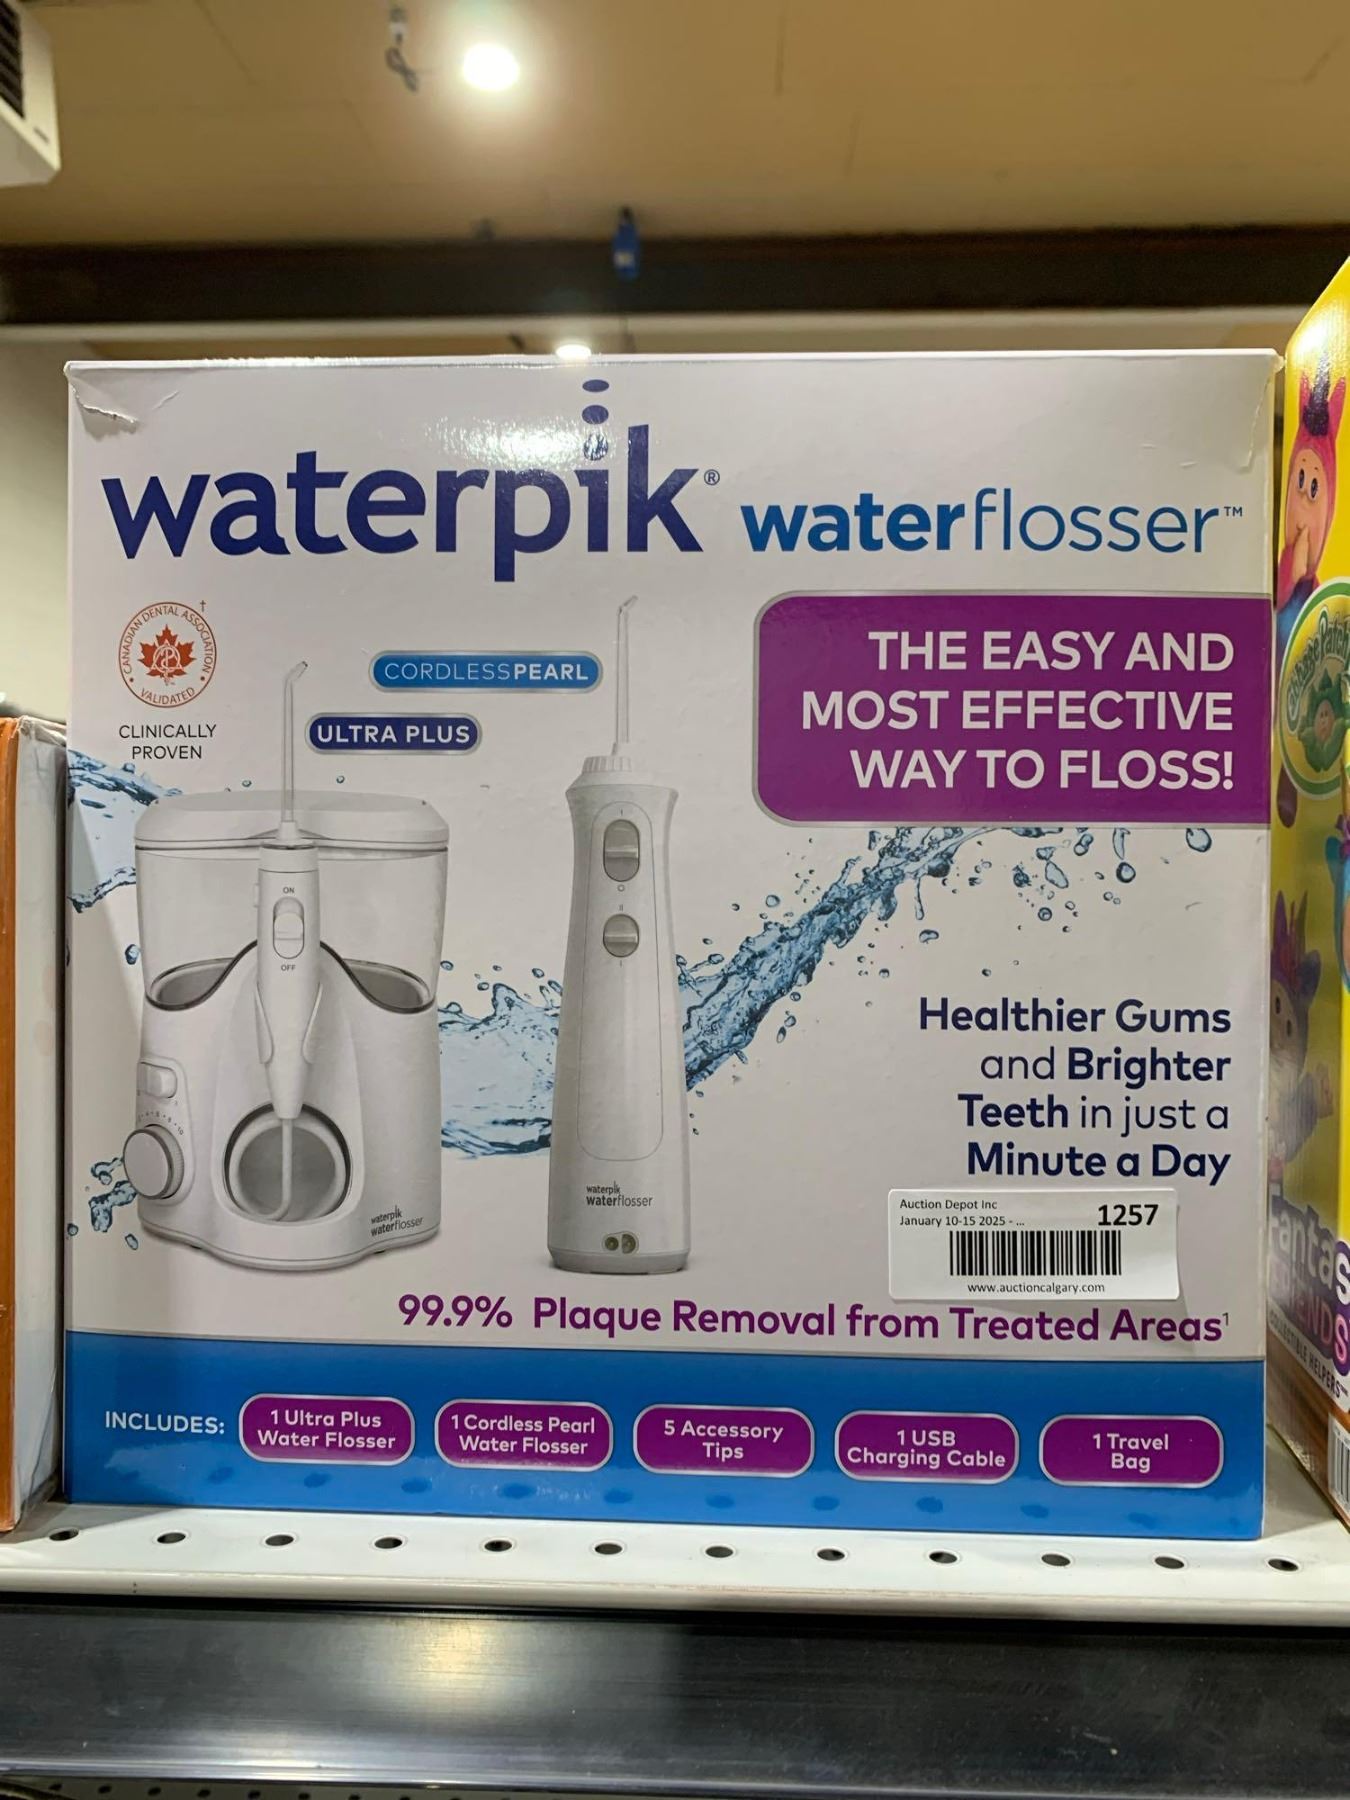 waterpik® waterflosser™
CANADIAN DENTAL ASSOCIATION †
VALIDATED
CLINICALLY
PROVEN
CORDLESSPEARL
ULTRA PLUS
THE EASY AND
MOST EFFECTIVE
WAY TO FLOSS!
ON
OFF
waterpik
waterflosser
waterpik
waterflosser
Healthier Gums
and Brighter
Teeth in just a
Minute a Day
Auction Depot Inc
January 10-15 2025 - ...
1257
www.auctioncalgary.com
99.9% Plaque Removal from Treated Areas¹
INCLUDES:
1 Ultra Plus
Water Flosser
1 Cordless Pearl
Water Flosser
5 Accessory
Tips
1 USB
Charging Cable
1 Travel
Bag
Cabbage Patch